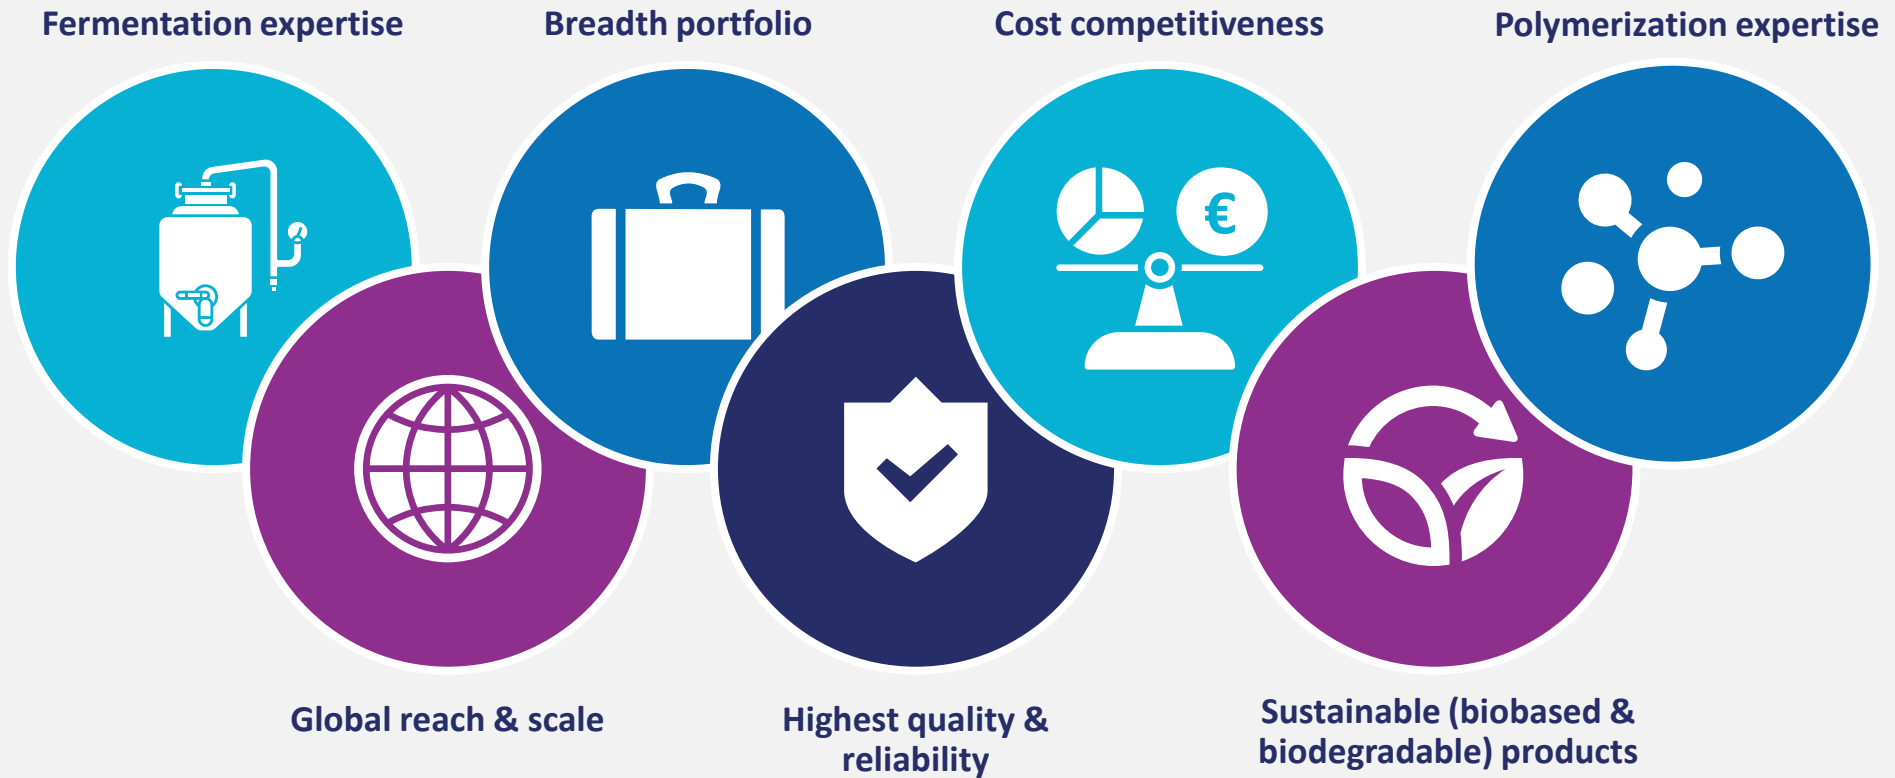 Fermentation expertise
Breadth portfolio
Cost competitiveness
Polymerization expertise
€
Global reach & scale
Highest quality &
reliability
Sustainable (biobased &
biodegradable) products